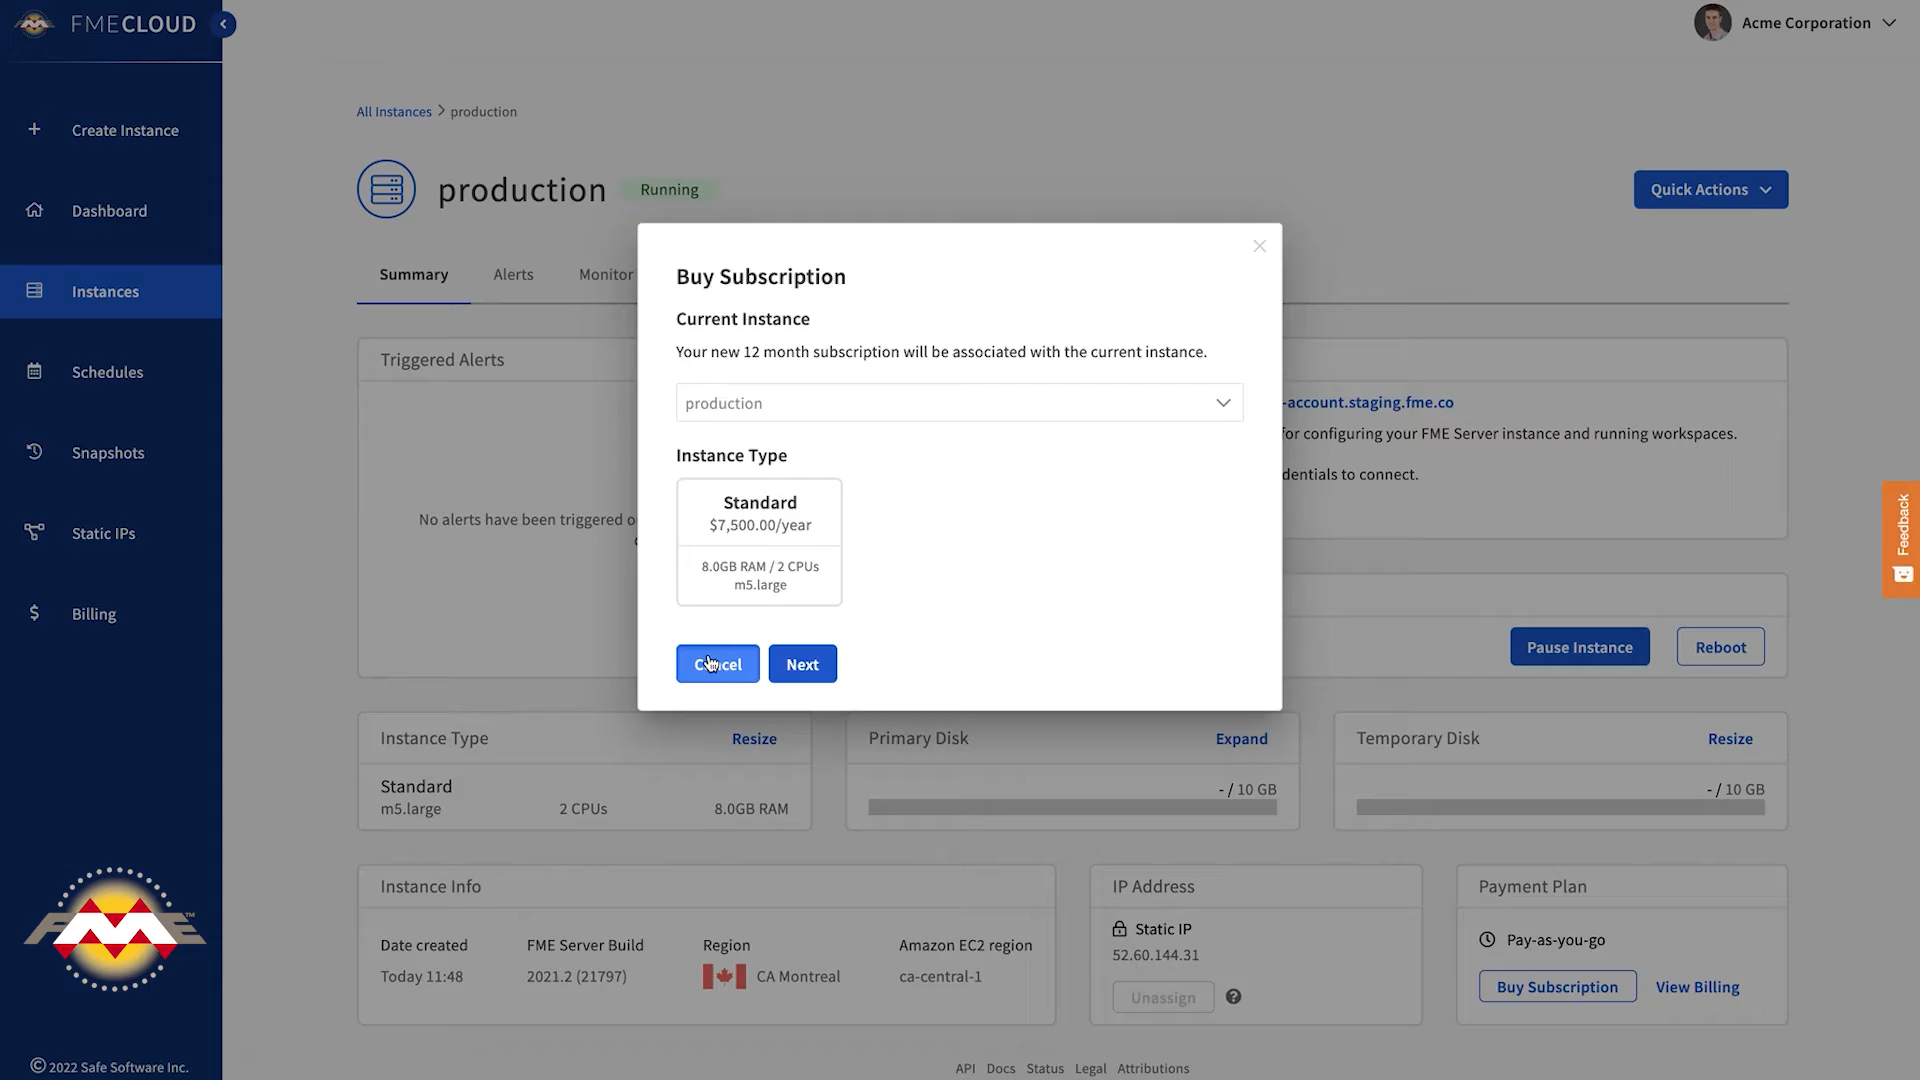 FMECLOUD
Acme Corporation
Create Instance
Dashboard
Instances
Schedules
Snapshots
Static IPs
Billing
FME™
© 2022 Safe Software Inc.
All Instances > production
production
Running
Quick Actions
Summary
Alerts
Monitor
Triggered Alerts
No alerts have been triggered o
-account.staging.fme.co
for configuring your FME Server instance and running workspaces.
dentials to connect.
Pause Instance
Reboot
Buy Subscription
Current Instance
Your new 12 month subscription will be associated with the current instance.
production
Instance Type
Standard
$7,500.00/year
8.0GB RAM / 2 CPUs
m5.large
Cancel
Next
Instance Type
Resize
Standard
m5.large
2 CPUs
8.0GB RAM
Primary Disk
Expand
- / 10 GB
Temporary Disk
Resize
- / 10 GB
Instance Info
Date created
FME Server Build
Region
Amazon EC2 region
Today 11:48
2021.2 (21797)
CA Montreal
ca-central-1
IP Address
Static IP
52.60.144.31
Unassign
Payment Plan
Pay-as-you-go
Buy Subscription
View Billing
API Docs Status Legal Attributions
Feedback